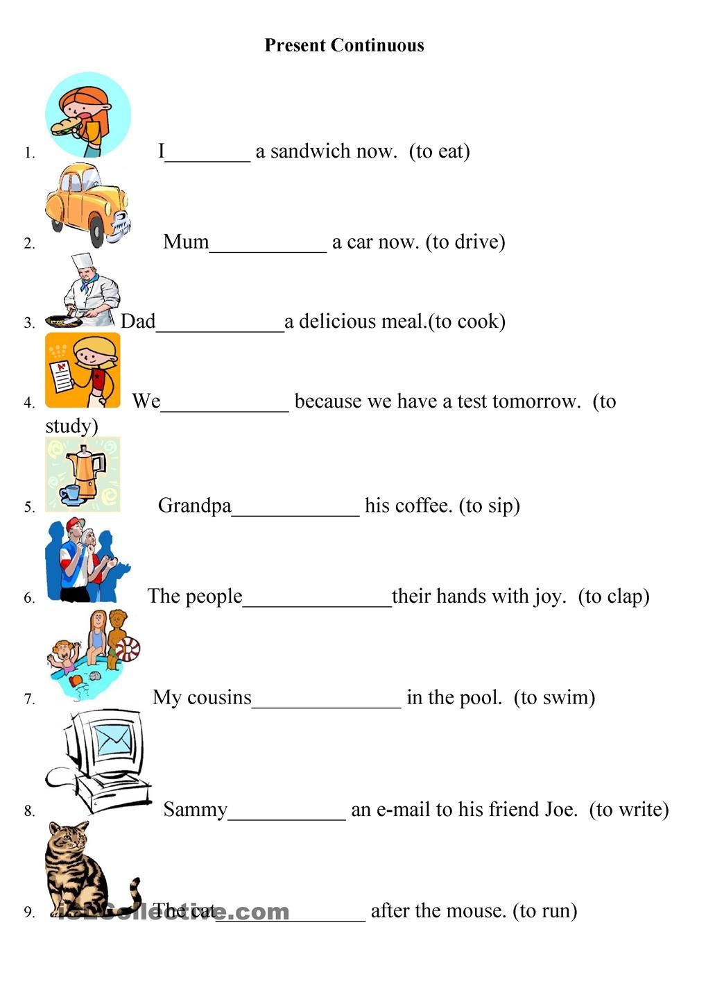 Present Continuous
1. I________ a sandwich now. (to eat)
2. Mum___________ a car now. (to drive)
3. Dad____________a delicious meal.(to cook)
A+
4. We____________ because we have a test tomorrow. (to
study)
5. Grandpa____________ his coffee. (to sip)
6. The people______________their hands with joy. (to clap)
7. My cousins______________ in the pool. (to swim)
8. Sammy___________ an e-mail to his friend Joe. (to write)
9. The cat______________ after the mouse. (to run)
iSLCollective.com